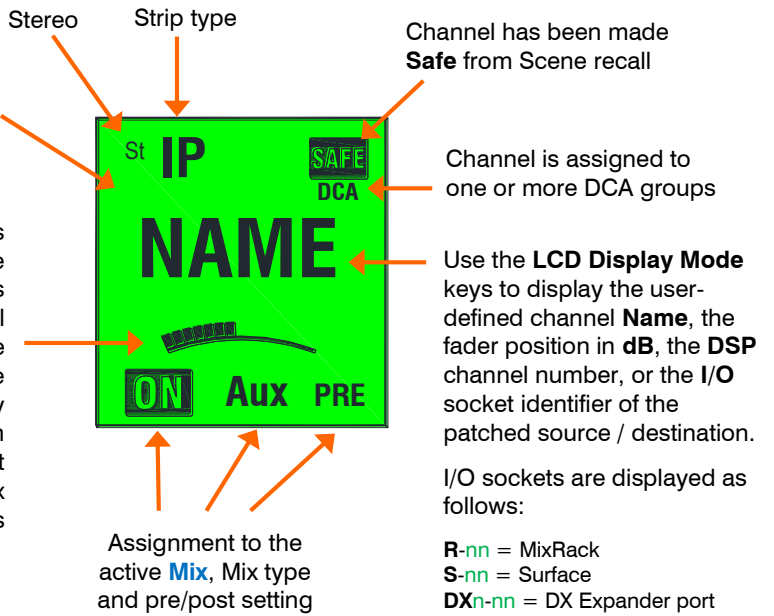 Stereo
Strip type
Channel has been made
Safe from Scene recall
St IP
SAFE
DCA
Channel is assigned to
one or more DCA groups
NAME
Use the LCD Display Mode
keys to display the user-
defined channel Name, the
fader position in dB, the DSP
channel number, or the I/O
socket identifier of the
patched source / destination.
ON Aux PRE
I/O sockets are displayed as
follows:
R-nn = MixRack
S-nn = Surface
DXn-nn = DX Expander port
Assignment to the
active Mix, Mix type
and pre/post setting